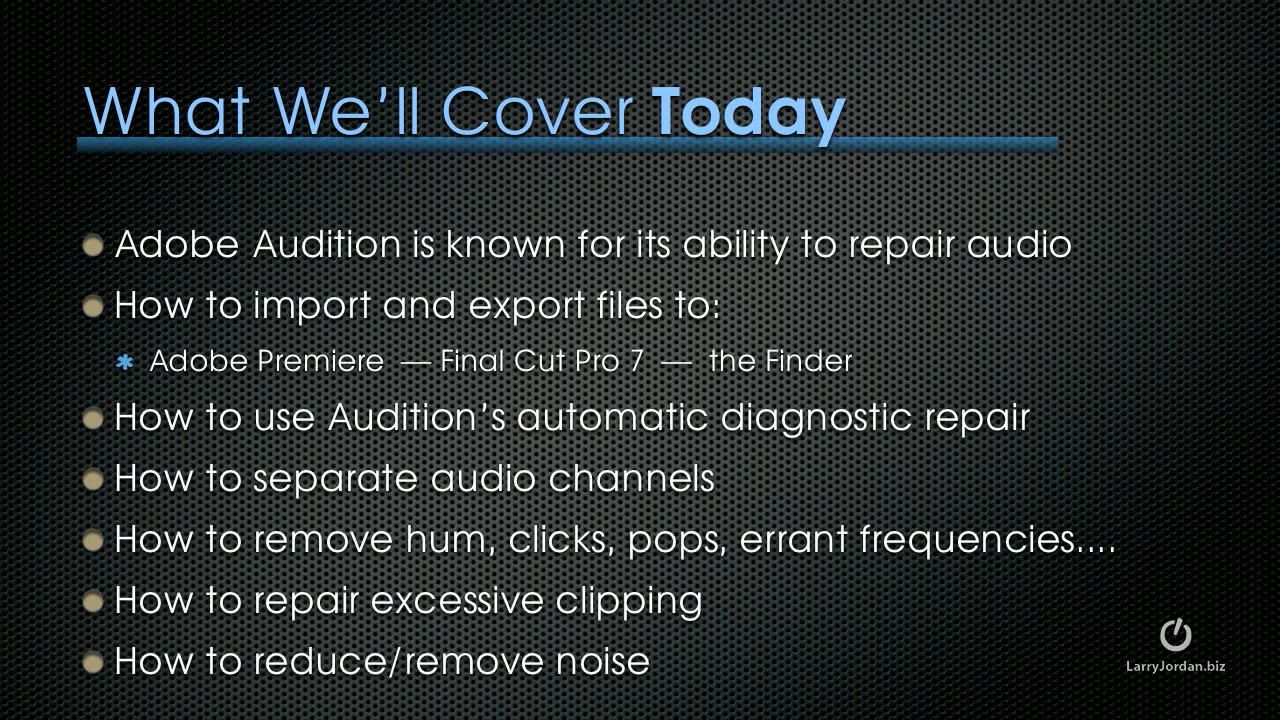 What We’ll Cover Today
Adobe Audition is known for its ability to repair audio
How to import and export files to:
✱ Adobe Premiere — Final Cut Pro 7 — the Finder
How to use Audition’s automatic diagnostic repair
How to separate audio channels
How to remove hum, clicks, pops, errant frequencies....
How to repair excessive clipping
How to reduce/remove noise
LarryJordan.biz